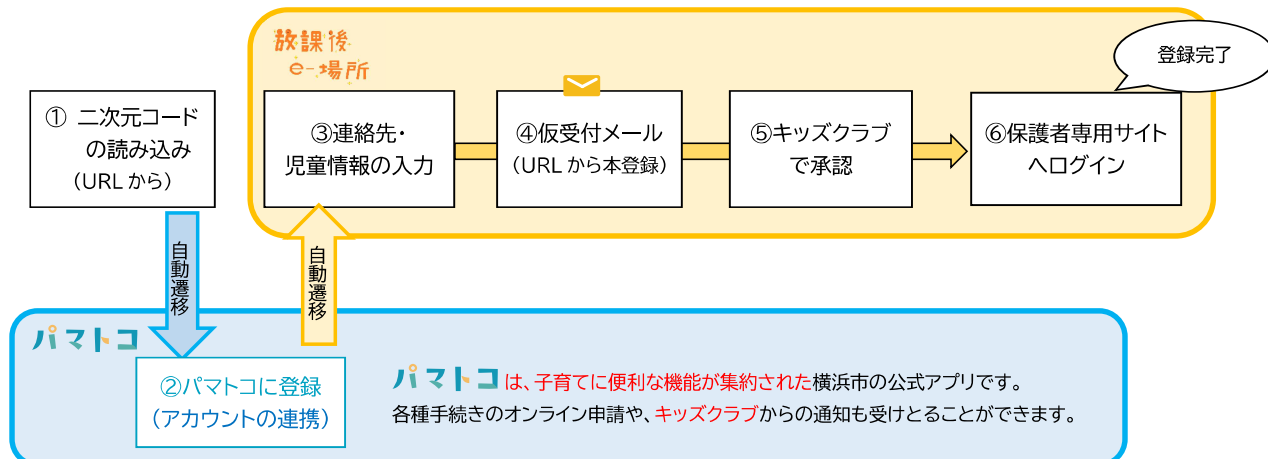 放課後
e-場所
登録完了
① 二次元コード
の読み込み
(URLから)
③連絡先・
児童情報の入力
④仮受付メール
(URLから本登録)
⑤キッズクラブ
で承認
⑥保護者専用サイト
へログイン
自動遷移
自動遷移
パマトコ
②パマトコに登録
(アカウントの連携)
パマトコは、子育てに便利な機能が集約された横浜市の公式アプリです。
各種手続きのオンライン申請や、キッズクラブからの通知も受けとることができます。